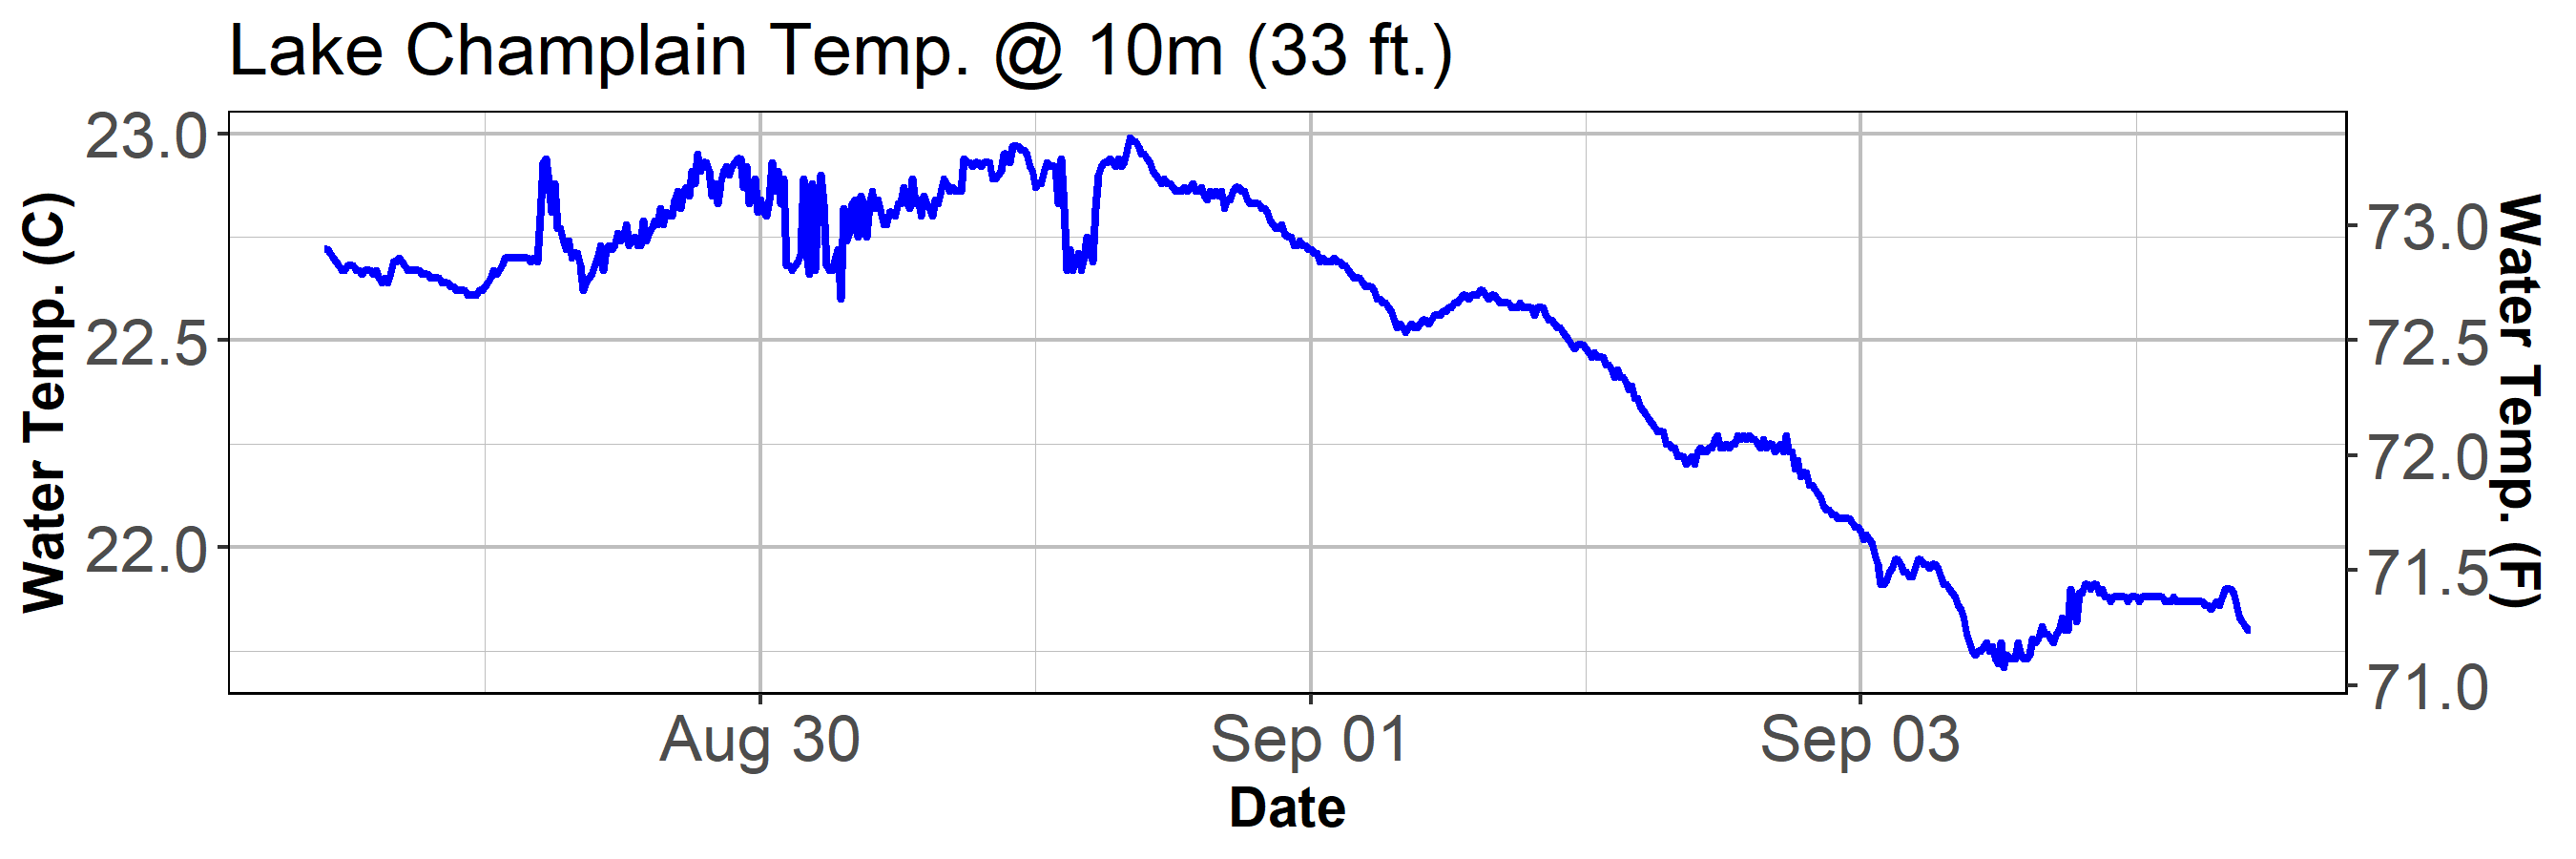 Lake Champlain Temp. @ 10m (33 ft.)
Water Temp. (C)
23.0
22.5
22.0
73.0
72.5
72.0
71.5
71.0
Water Temp. (F)
Aug 30
Sep 01
Sep 03
Date